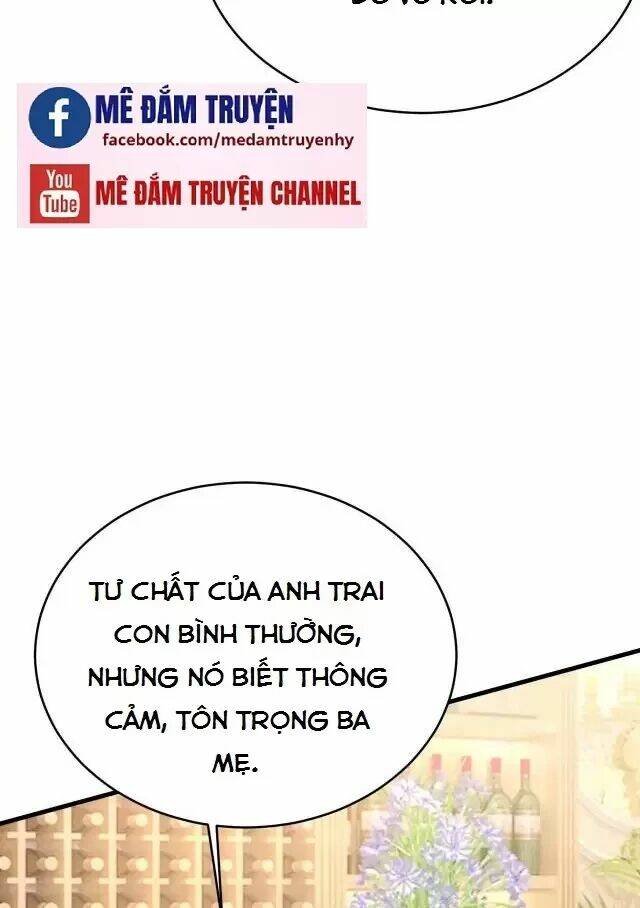 MÊ ĐẮM TRUYỆN
facebook.com/medamtruyenhy
You
Tube
MÊ ĐẮM TRUYỆN CHANNEL
TƯ CHẤT CỦA ANH TRAI
CON BÌNH THƯỜNG,
NHƯNG NÓ BIẾT THÔNG
CẢM, TÔN TRỌNG BA
MẸ.